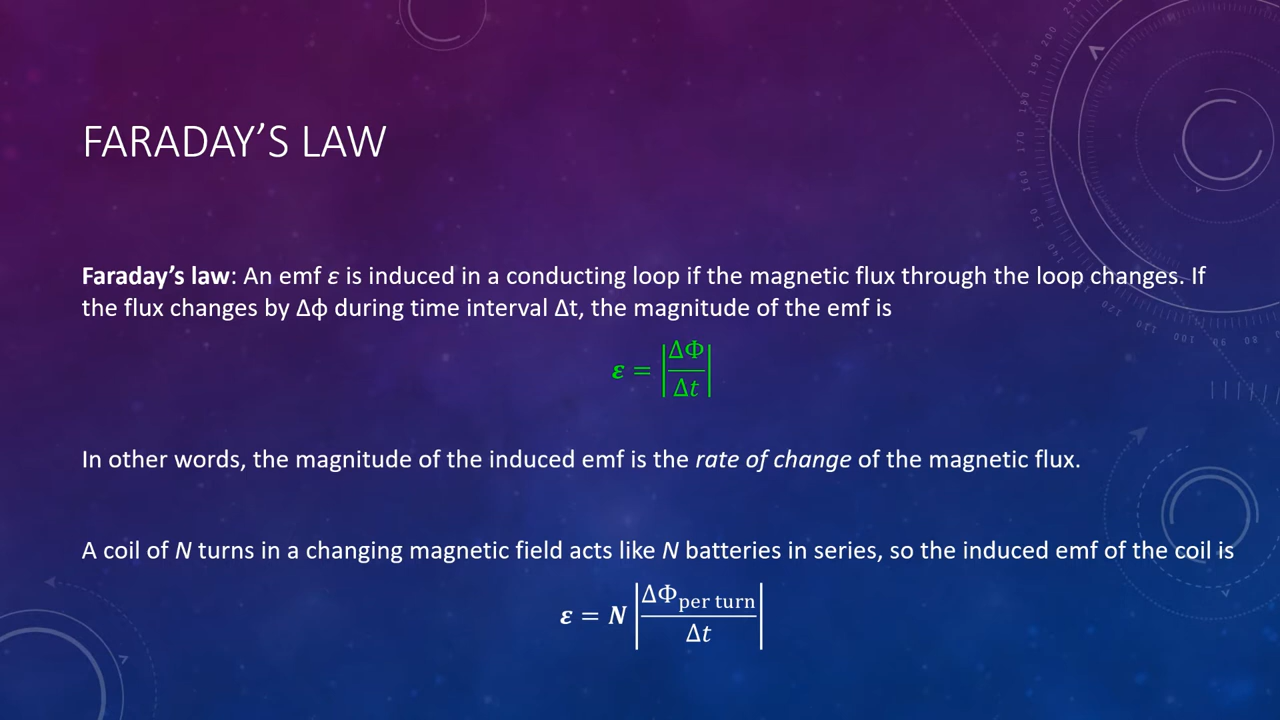 FARADAY’S LAW
Faraday’s law: An emf ε is induced in a conducting loop if the magnetic flux through the loop changes. If
the flux changes by Δϕ during time interval Δt, the magnitude of the emf is
ε = |ΔΦ/Δt|
In other words, the magnitude of the induced emf is the rate of change of the magnetic flux.
A coil of N turns in a changing magnetic field acts like N batteries in series, so the induced emf of the coil is
ε = N |ΔΦper turn/Δt|